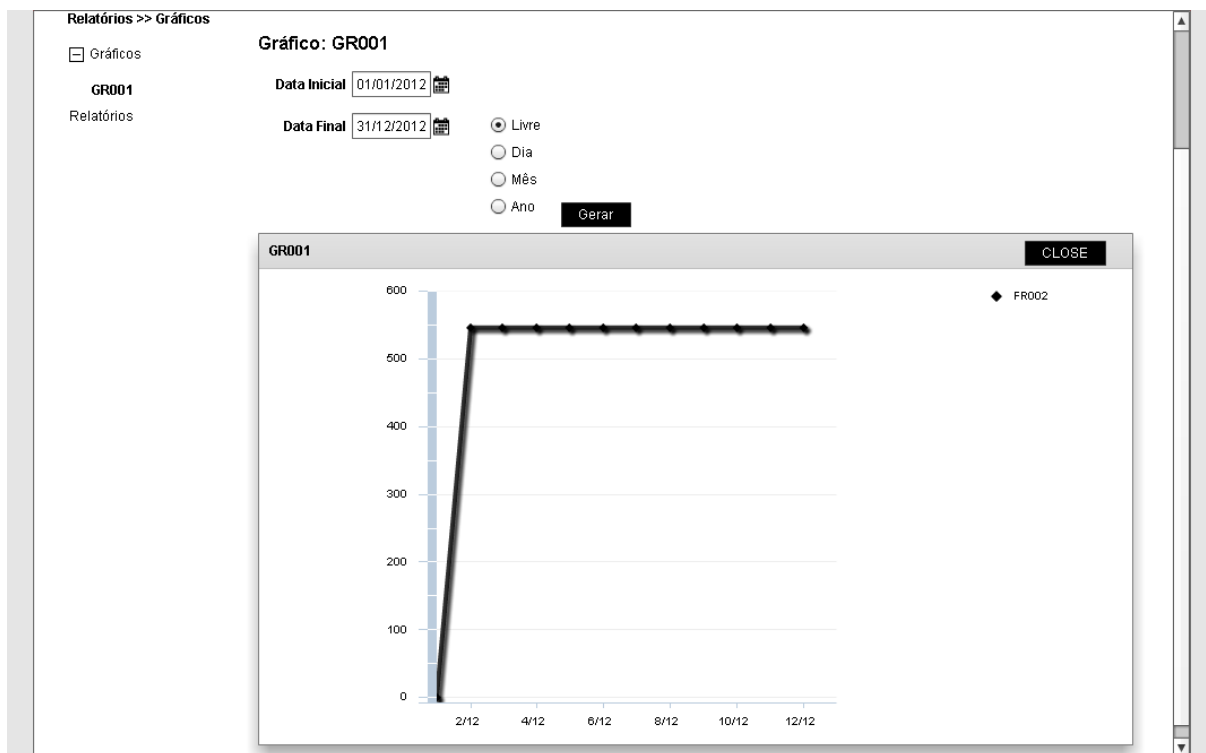 Relatórios >> Gráficos
Gráficos
GR001
Relatórios
Gráfico: GR001
Data Inicial 01/01/2012
Data Final 31/12/2012
Livre
Dia
Mês
Ano
Gerar
GR001
CLOSE
600
500
400
300
200
100
0
2/12 4/12 6/12 8/12 10/12 12/12
FR002